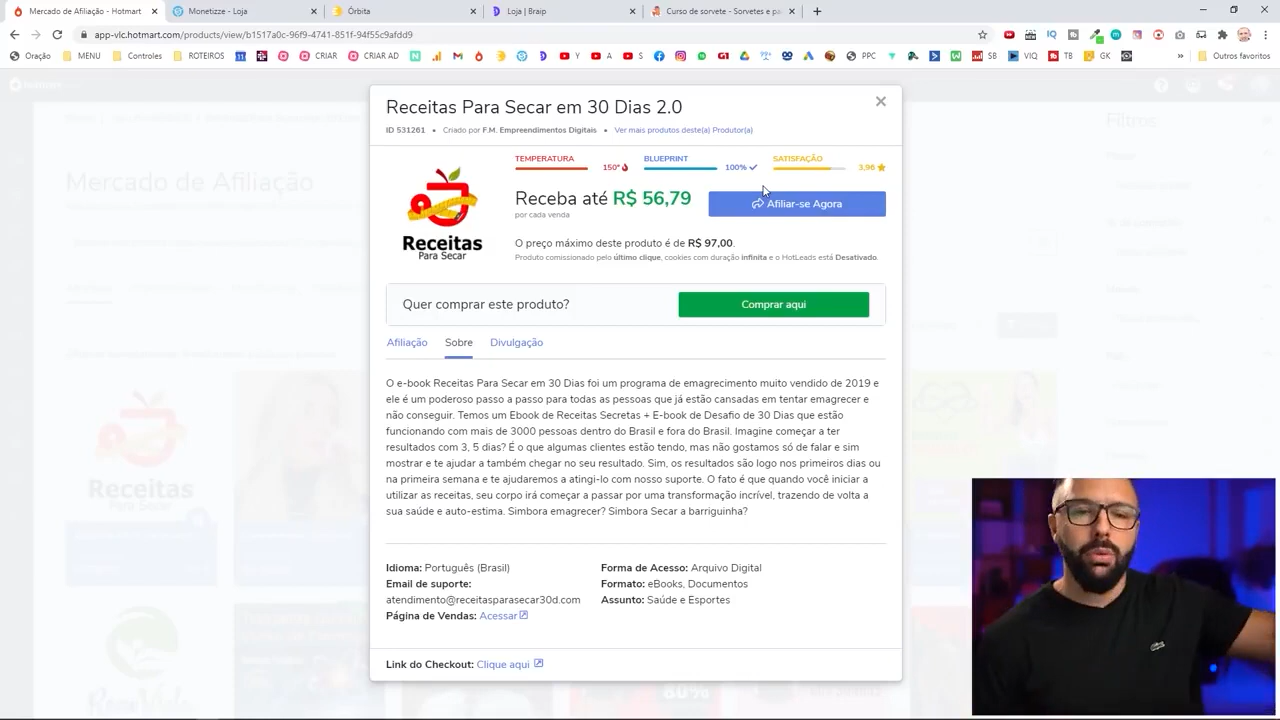 Mercado de Afiliação - Hotmart
Monetizze - Loja
Órbita
Loja | Braip
Curso de sorvete - Sorvetes e pa
app-vlc.hotmart.com/products/view/b1517a0c-96f9-4741-851f-94f55c9afdd9
Oração
MENU
Controles
ROTEIROS
CRIAR
CRIAR A
Y
A
S
PPC
SB
VIQ
TB
GK
Outros favoritos
Filtros
Mercado de Afiliação
Receitas Para Secar em 30 Dias 2.0
ID 531261 • Criado por F.M. Empreendimentos Digitais • Ver mais produtos deste(a) Produtor(a)
TEMPERATURA 150° BLUEPRINT 100% SATISFAÇÃO 3,96
Receba até R$ 56,79
por cada venda
Afiliar-se Agora
Receitas
Para Secar
O preço máximo deste produto é de R$ 97,00.
Produto comissionado pelo último clique, cookies com duração infinita e o HotLeads está Desativado.
Quer comprar este produto?
Comprar aqui
Afiliação Sobre Divulgação
O e-book Receitas Para Secar em 30 Dias foi um programa de emagrecimento muito vendido de 2019 e
ele é um poderoso passo a passo para todas as pessoas que já estão cansadas em tentar emagrecer e
não conseguir. Temos um Ebook de Receitas Secretas + E-book de Desafio de 30 Dias que estão
funcionando com mais de 3000 pessoas dentro do Brasil e fora do Brasil. Imagine começar a ter
resultados com 3, 5 dias? É o que algumas clientes estão tendo, mas não gostamos só de falar e sim
mostrar e te ajudar a também chegar no seu resultado. Sim, os resultados são logo nos primeiros dias ou
na primeira semana e te ajudaremos a atingi-lo com nosso suporte. O fato é que quando você iniciar a
utilizar as receitas, seu corpo irá começar a passar por uma transformação incrível, trazendo de volta a
sua saúde e auto-estima. Simbora emagrecer? Simbora Secar a barriguinha?
Idioma: Português (Brasil)
Email de suporte:
atendimento@receitasparasecar30d.com
Página de Vendas: Acessar
Forma de Acesso: Arquivo Digital
Formato: eBooks, Documentos
Assunto: Saúde e Esportes
Link do Checkout: Clique aqui
Receitas
Para Secar